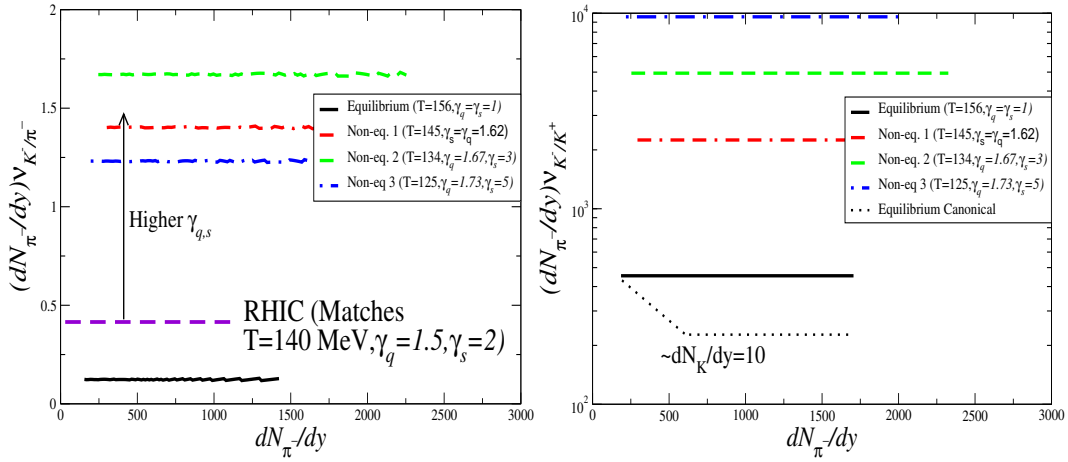 (dN_π⁻/dy) ν_K⁻/π⁻
2
1.5
1
0.5
0
Equilibrium (T=156,γ_q=γ_s=1)
Non-eq. 1 (T=145,γ_s=γ_q=1.62)
Non-eq. 2 (T=134,γ_q=1.67,γ_s=3)
Non-eq 3 (T=125,γ_q=1.73,γ_s=5)
Higher γ_q,s
RHIC (Matches
T=140 MeV,γ_q=1.5,γ_s=2)
0 500 1000 1500 2000 2500 3000
dN_π⁻/dy
(dN_π⁻/dy) ν_K⁻/K⁺
10⁴
10³
10²
Equilibrium (T=156,γ_q=γ_s=1)
Non-eq. 1 (T=145,γ_s=γ_q=1.62)
Non-eq. 2 (T=134,γ_q=1.67,γ_s=3)
Non-eq 3 (T=125,γ_q=1.73,γ_s=5)
Equilibrium Canonical
~dN_K/dy=10
0 500 1000 1500 2000 2500 3000
dN_π⁻/dy